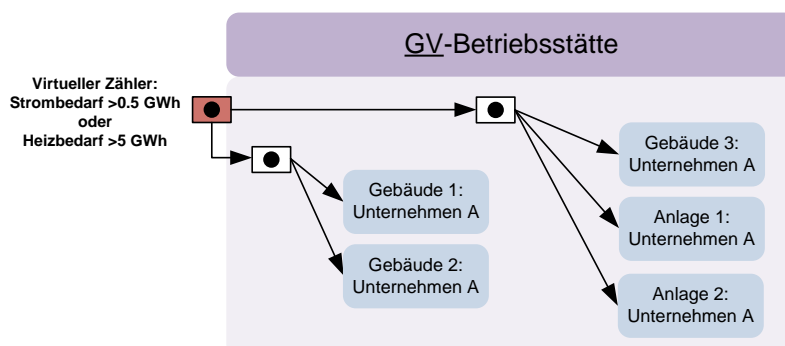 GV-Betriebsstätte
Virtueller Zähler:
Strombedarf >0.5 GWh
oder
Heizbedarf >5 GWh
Gebäude 1:
Unternehmen A
Gebäude 2:
Unternehmen A
Gebäude 3:
Unternehmen A
Anlage 1:
Unternehmen A
Anlage 2:
Unternehmen A